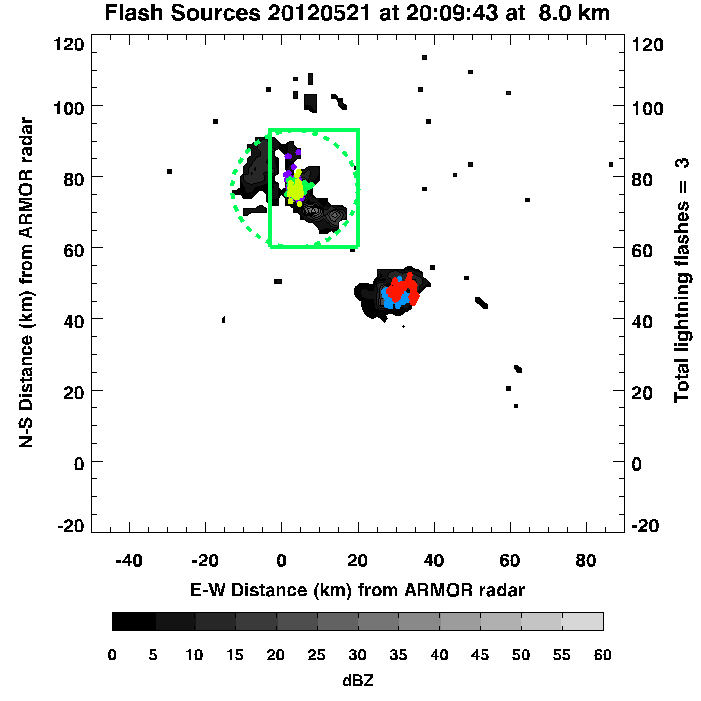 Flash Sources 20120521 at 20:09:43 at  8.0 km
120 120
100 100
80 80
60 60
40 40
20 20
0 0
-20 -20
N-S Distance (km) from ARMOR radar
Total lightning flashes =  3
-40 -20 0 20 40 60 80
E-W Distance (km) from ARMOR radar
0 5 10 15 20 25 30 35 40 45 50 55 60
dBZ